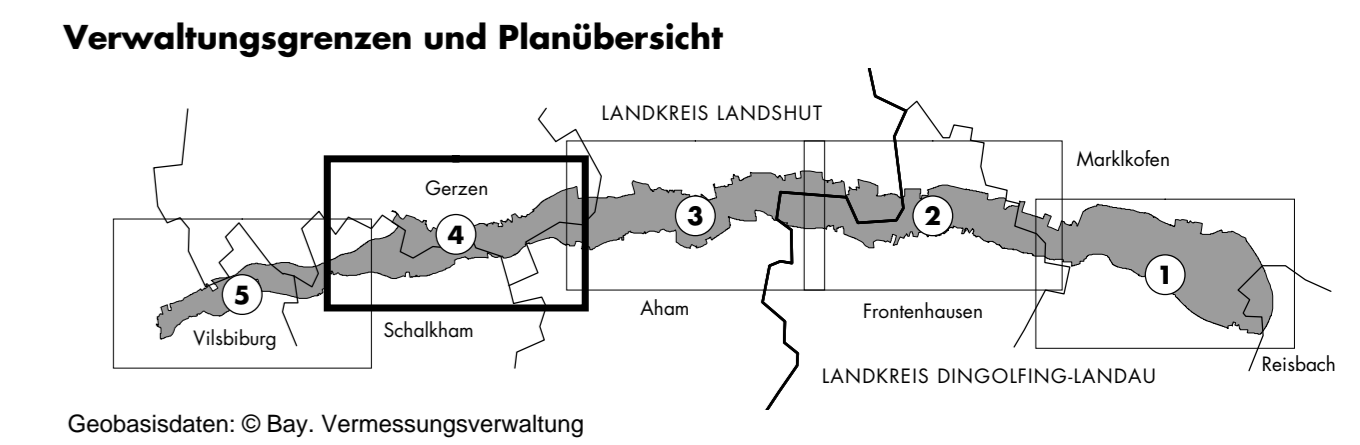 Verwaltungsgrenzen und Planübersicht
LANDKREIS LANDSHUT
Marklkofen
Gerzen
4
3
2
1
5
Vilsbiburg
Schalkham
Aham
Frontenhausen
Reisbach
LANDKREIS DINGOLFING-LANDAU
Geobasisdaten: © Bay. Vermessungsverwaltung